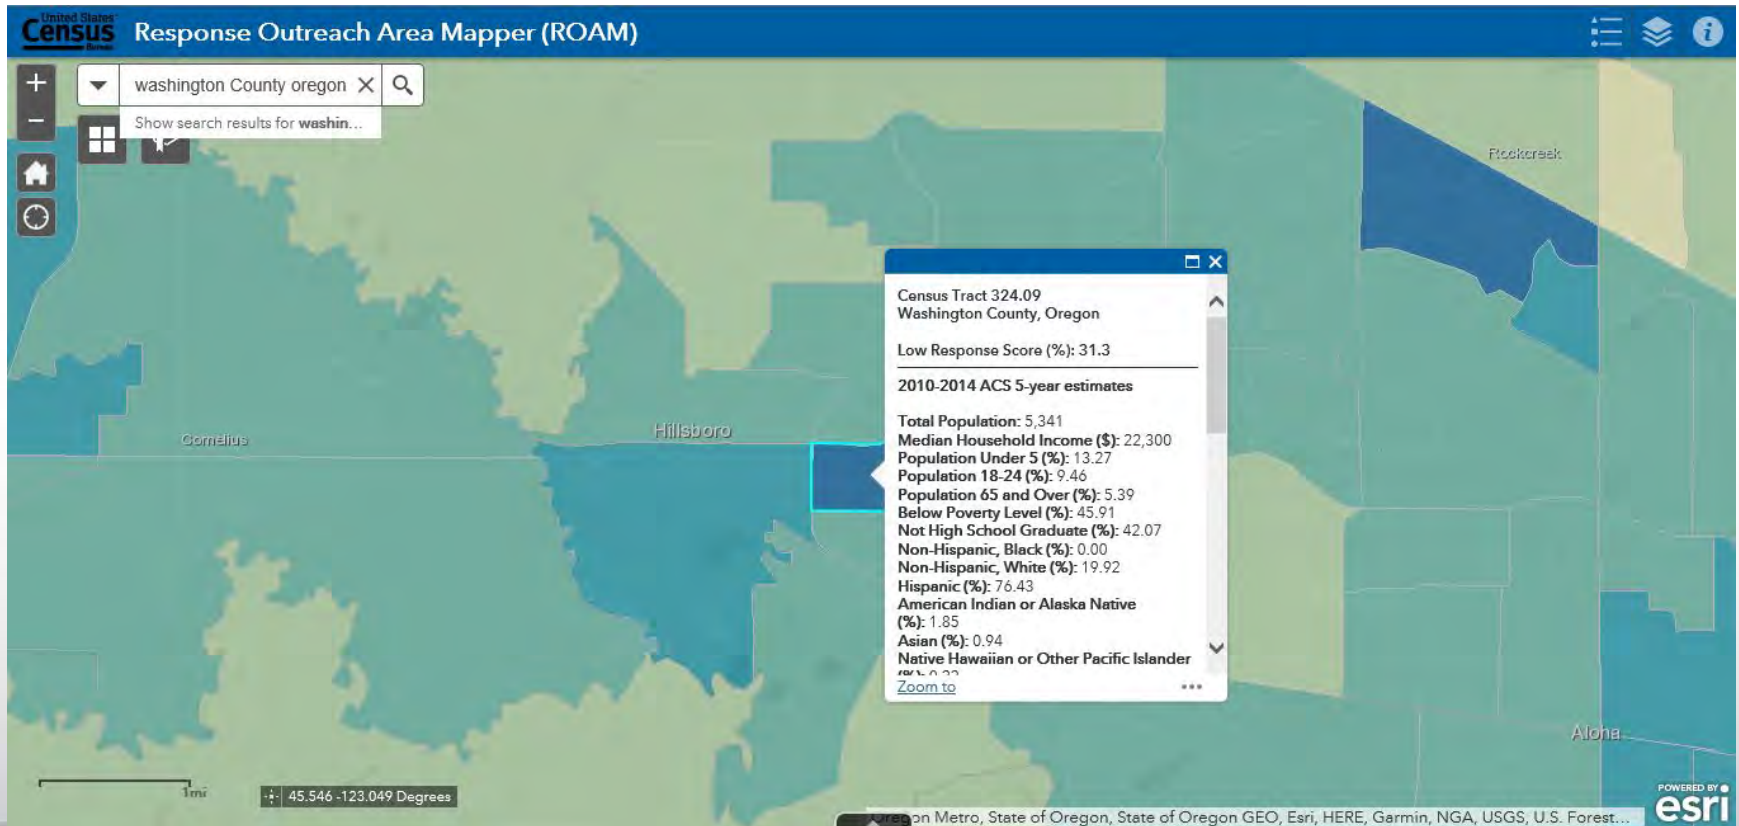 United States
Census
Bureau
Response Outreach Area Mapper (ROAM)
washington County oregon
Show search results for washin...
Rockcreek
Census Tract 324.09
Washington County, Oregon
Low Response Score (%): 31.3
2010-2014 ACS 5-year estimates
Total Population: 5,341
Median Household Income ($): 22,300
Population Under 5 (%): 13.27
Population 18-24 (%): 9.46
Population 65 and Over (%): 5.39
Below Poverty Level (%): 45.91
Not High School Graduate (%): 42.07
Non-Hispanic, Black (%): 0.00
Non-Hispanic, White (%): 19.92
Hispanic (%): 76.43
American Indian or Alaska Native
(%): 1.85
Asian (%): 0.94
Native Hawaiian or Other Pacific Islander
Zoom to
Hillsboro
Cornelius
Aloha
1mi
45.546 -123.049 Degrees
POWERED BY
esri
Oregon Metro, State of Oregon, State of Oregon GEO, Esri, HERE, Garmin, NGA, USGS, U.S. Forest...